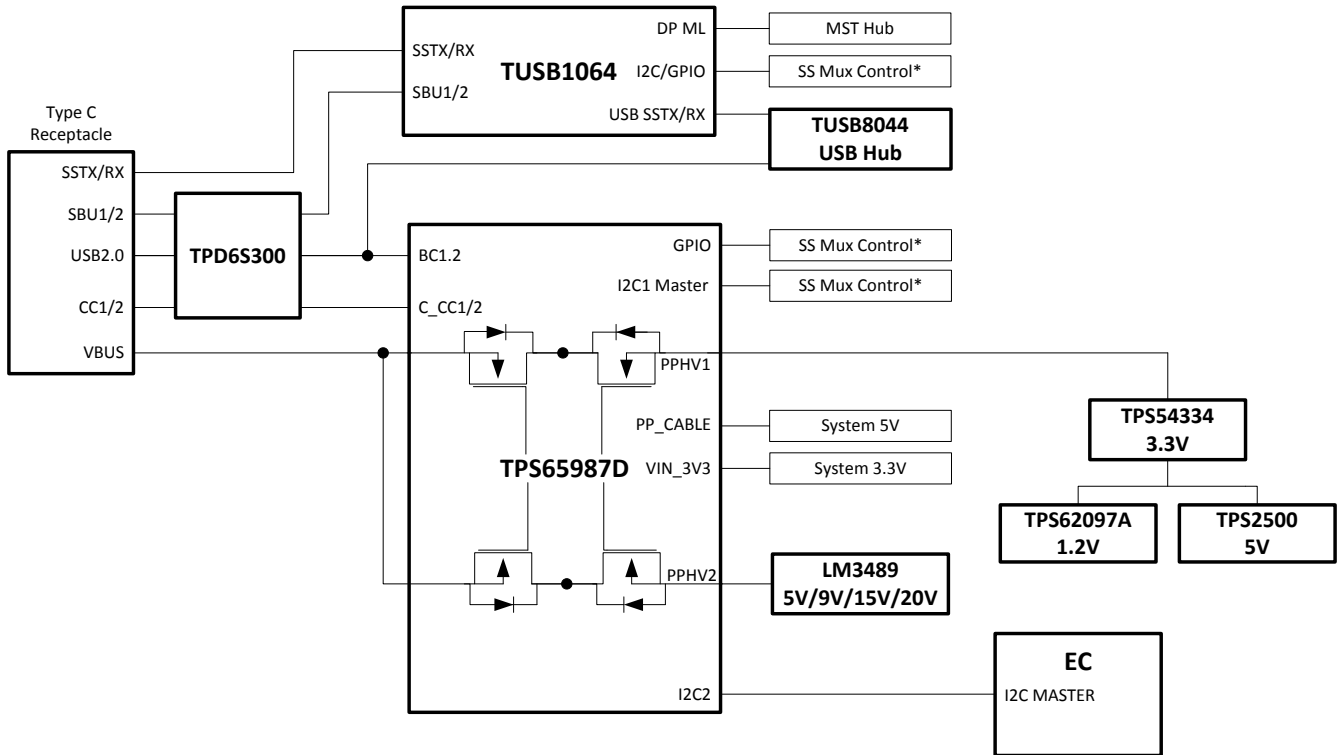 DP ML
MST Hub
SSTX/RX
TUSB1064
I2C/GPIO
SS Mux Control*
SBU1/2
USB SSTX/RX
TUSB8044
USB Hub
Type C
Receptacle
SSTX/RX
SBU1/2
USB2.0
CC1/2
VBUS
TPD6S300
BC1.2
C_CC1/2
GPIO
SS Mux Control*
I2C1 Master
SS Mux Control*
PPHV1
PP_CABLE
System 5V
TPS65987D
VIN_3V3
System 3.3V
TPS54334
3.3V
TPS62097A
1.2V
TPS2500
5V
PPHV2
LM3489
5V/9V/15V/20V
I2C2
EC
I2C MASTER